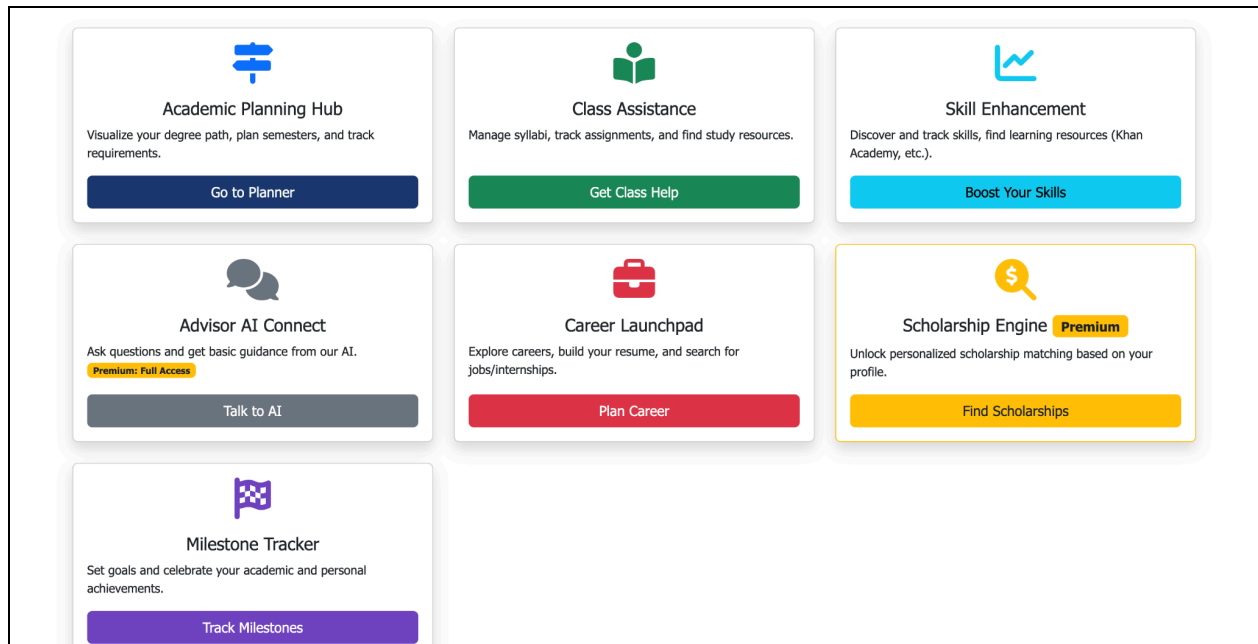 Academic Planning Hub
Visualize your degree path, plan semesters, and track
requirements.
Go to Planner
Class Assistance
Manage syllabi, track assignments, and find study resources.
Get Class Help
Skill Enhancement
Discover and track skills, find learning resources (Khan
Academy, etc.).
Boost Your Skills
Advisor AI Connect
Ask questions and get basic guidance from our AI.
Premium: Full Access
Talk to AI
Career Launchpad
Explore careers, build your resume, and search for
jobs/internships.
Plan Career
Scholarship Engine Premium
Unlock personalized scholarship matching based on your
profile.
Find Scholarships
Milestone Tracker
Set goals and celebrate your academic and personal
achievements.
Track Milestones